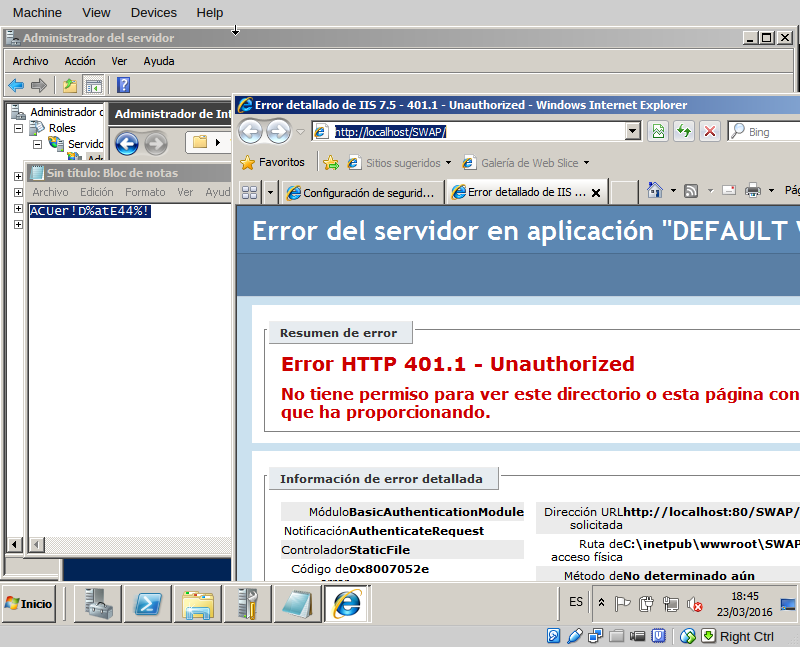 Machine View Devices Help
Administrador del servidor
Archivo Acción Ver Ayuda
Administrador d
Roles
Servido
Administrador de Int
Sin título: Bloc de notas
Archivo Edición Formato Ver Ayud
ACUer!D%atE44%!
Error detallado de IIS 7.5 - 401.1 - Unauthorized - Windows Internet Explorer
http://localhost/SWAP/
Bing
Favoritos Sitios sugeridos Galería de Web Slice
Configuración de segurid... Error detallado de IIS ... Pág
Error del servidor en aplicación "DEFAULT
Resumen de error
Error HTTP 401.1 - Unauthorized
No tiene permiso para ver este directorio o esta página con
que ha proporcionando.
Información de error detallada
Módulo BasicAuthenticationModule
Notificación AuthenticateRequest
Controlador StaticFile
Código de 0x8007052e
error
Dirección URL http://localhost:80/SWAP/
solicitada
Ruta de C:\inetpub\wwwroot\SWAP
acceso física
Método de No determinado aún
Inicio
ES
18:45
23/03/2016
Right Ctrl